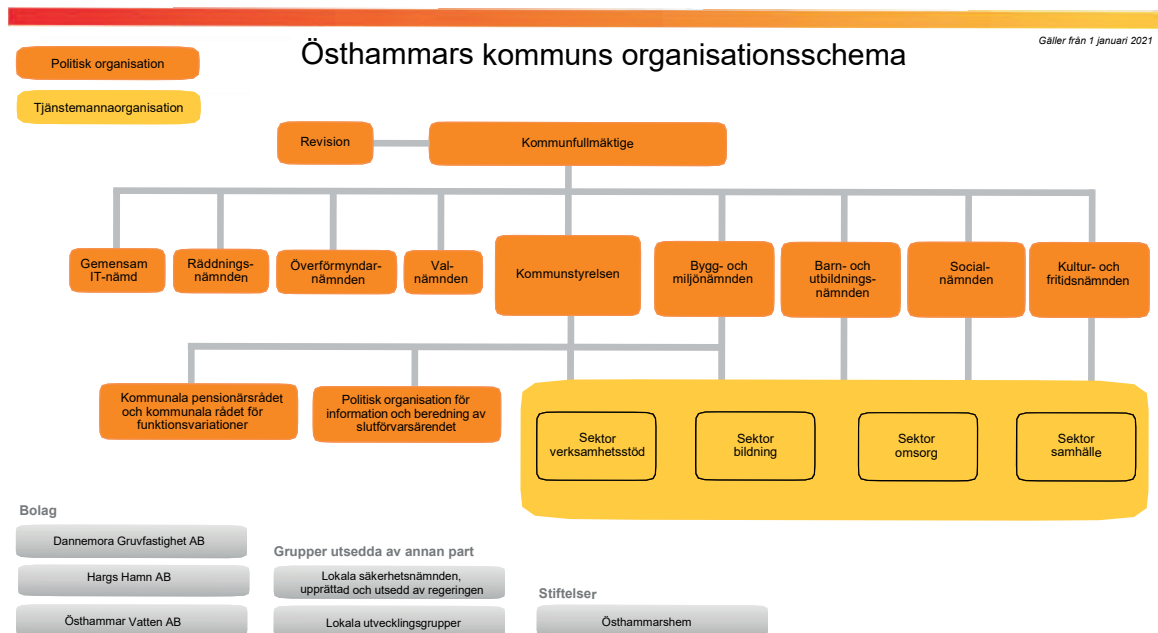 Östhammars kommuns organisationsschema
Gäller från 1 januari 2021
Politisk organisation
Tjänstemannaorganisation
Revision
Kommunfullmäktige
Gemensam
IT-nämd
Räddnings-
nämnden
Överförmyndar-
nämnden
Val-
nämnden
Kommunstyrelsen
Bygg- och
miljönämnden
Barn- och
utbildnings-
nämnden
Social-
nämnden
Kultur- och
fritidsnämnden
Kommunala pensionärsrådet
och kommunala rådet för
funktionsvariationer
Politisk organisation för
information och beredning av
slutförvarsärendet
Sektor
verksamhetsstöd
Sektor
bildning
Sektor
omsorg
Sektor
samhälle
Bolag
Dannemora Gruvfastighet AB
Hargs Hamn AB
Östhammar Vatten AB
Grupper utsedda av annan part
Lokala säkerhetsnämnden,
upprättad och utsedd av regeringen
Lokala utvecklingsgrupper
Stiftelser
Östhammarshem